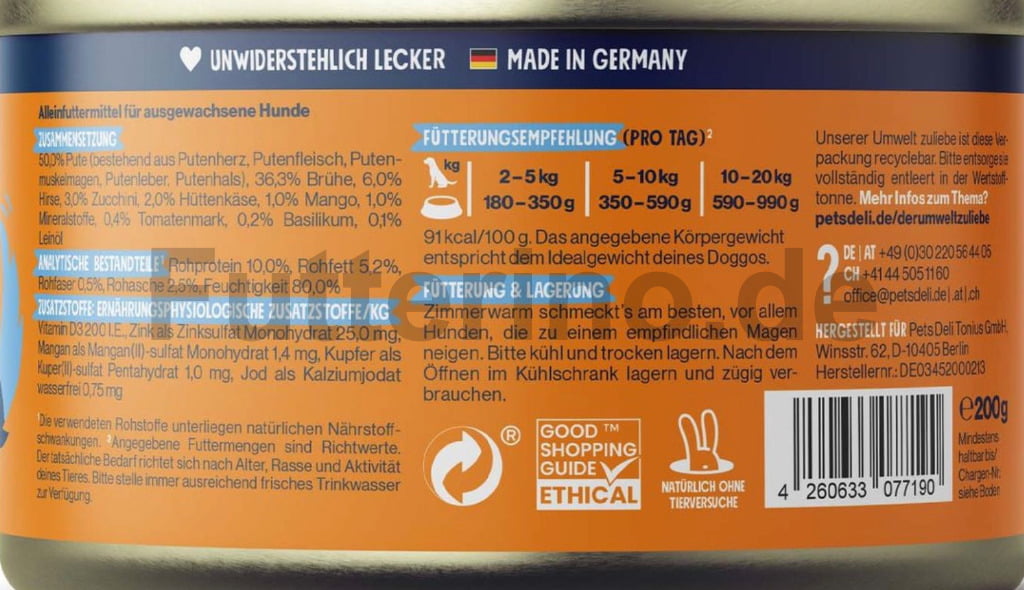 UNWIDERSTEHLICH LECKER MADE IN GERMANY
Alleinfuttermittel für ausgewachsene Hunde
ZUSAMMENSETZUNG
50,0% Pute (bestehend aus Putenherz, Putenfleisch, Puten-
muskelmagen, Putenleber, Putenhals), 36,3% Brühe, 6,0%
Hirse, 3,0% Zucchini, 2,0% Hüttenkäse, 1,0% Mango, 1,0%
Mineralstoffe, 0,4% Tomatenmark, 0,2% Basilikum, 0,1%
Leinöl
ANALYTISCHE BESTANDTEILE¹ Rohprotein 10,0%, Rohfett 5,2%,
Rohfaser 0,5%, Rohasche 2,5%, Feuchtigkeit 80,0%
ZUSATZSTOFFE: ERNÄHRUNGSPHYSIOLOGISCHE ZUSATZSTOFFE/KG
Vitamin D3 200 I.E., Zink als Zinksulfat Monohydrat 25,0 mg,
Mangan als Mangan(II)-sulfat Monohydrat 1,4 mg, Kupfer als
Kuper(II)-sulfat Pentahydrat 1,0 mg, Jod als Kalziumjodat
wasserfrei 0,75 mg
¹Die verwendeten Rohstoffe unterliegen natürlichen Nährstoff-
schwankungen. ²Angegebene Futtermengen sind Richtwerte.
Der tatsächliche Bedarf richtet sich nach Alter, Rasse und Aktivität
deines Tieres. Bitte stelle immer ausreichend frisches Trinkwasser
zur Verfügung.
FÜTTERUNGSEMPFEHLUNG (PRO TAG)²
kg
2–5 kg 5–10 kg 10–20 kg
180–350 g 350–590 g 590–990 g
91 kcal/100 g. Das angegebene Körpergewicht
entspricht dem Idealgewicht deines Doggos.
FÜTTERUNG & LAGERUNG
Zimmerwarm schmeckt's am besten, vor allem
Hunden, die zu einem empfindlichen Magen
neigen. Bitte kühl und trocken lagern. Nach dem
Öffnen im Kühlschrank lagern und zügig ver-
brauchen.
®
GOOD ™
SHOPPING
GUIDE
ETHICAL
NATÜRLICH OHNE
TIERVERSUCHE
Unserer Umwelt zuliebe ist diese Ver-
packung recyclebar. Bitte entsorge sie
vollständig entleert in der Wertstoff-
tonne. Mehr Infos zum Thema?
petsdeli.de/derumweltzuliebe
?
DE | AT +49 (0)30 220 56 44 05
CH +41 44 505 11 60
office@petsdeli.de | .at | .ch
HERGESTELLT FÜR Pets Deli Tonius GmbH,
Winsstr. 62, D-10405 Berlin
Herstellernr.: DE03452000213
4 260633 077190
℮200g
Mindestens
haltbar bis/
Chargen-Nr.
siehe Boden
Futterino.de